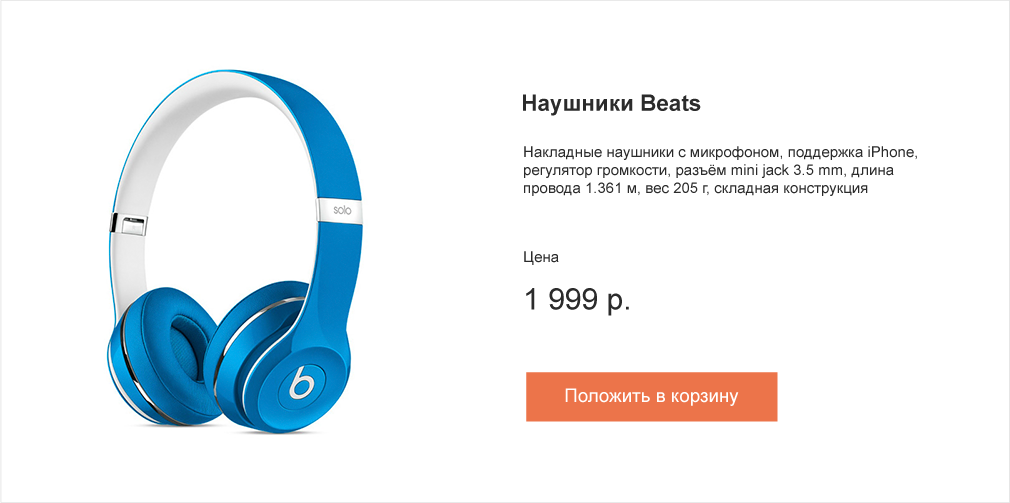 Наушники Beats
Накладные наушники с микрофоном, поддержка iPhone,
регулятор громкости, разъём mini jack 3.5 mm, длина
провода 1.361 м, вес 205 г, складная конструкция
solo
Цена
1 999 р.
b
Положить в корзину